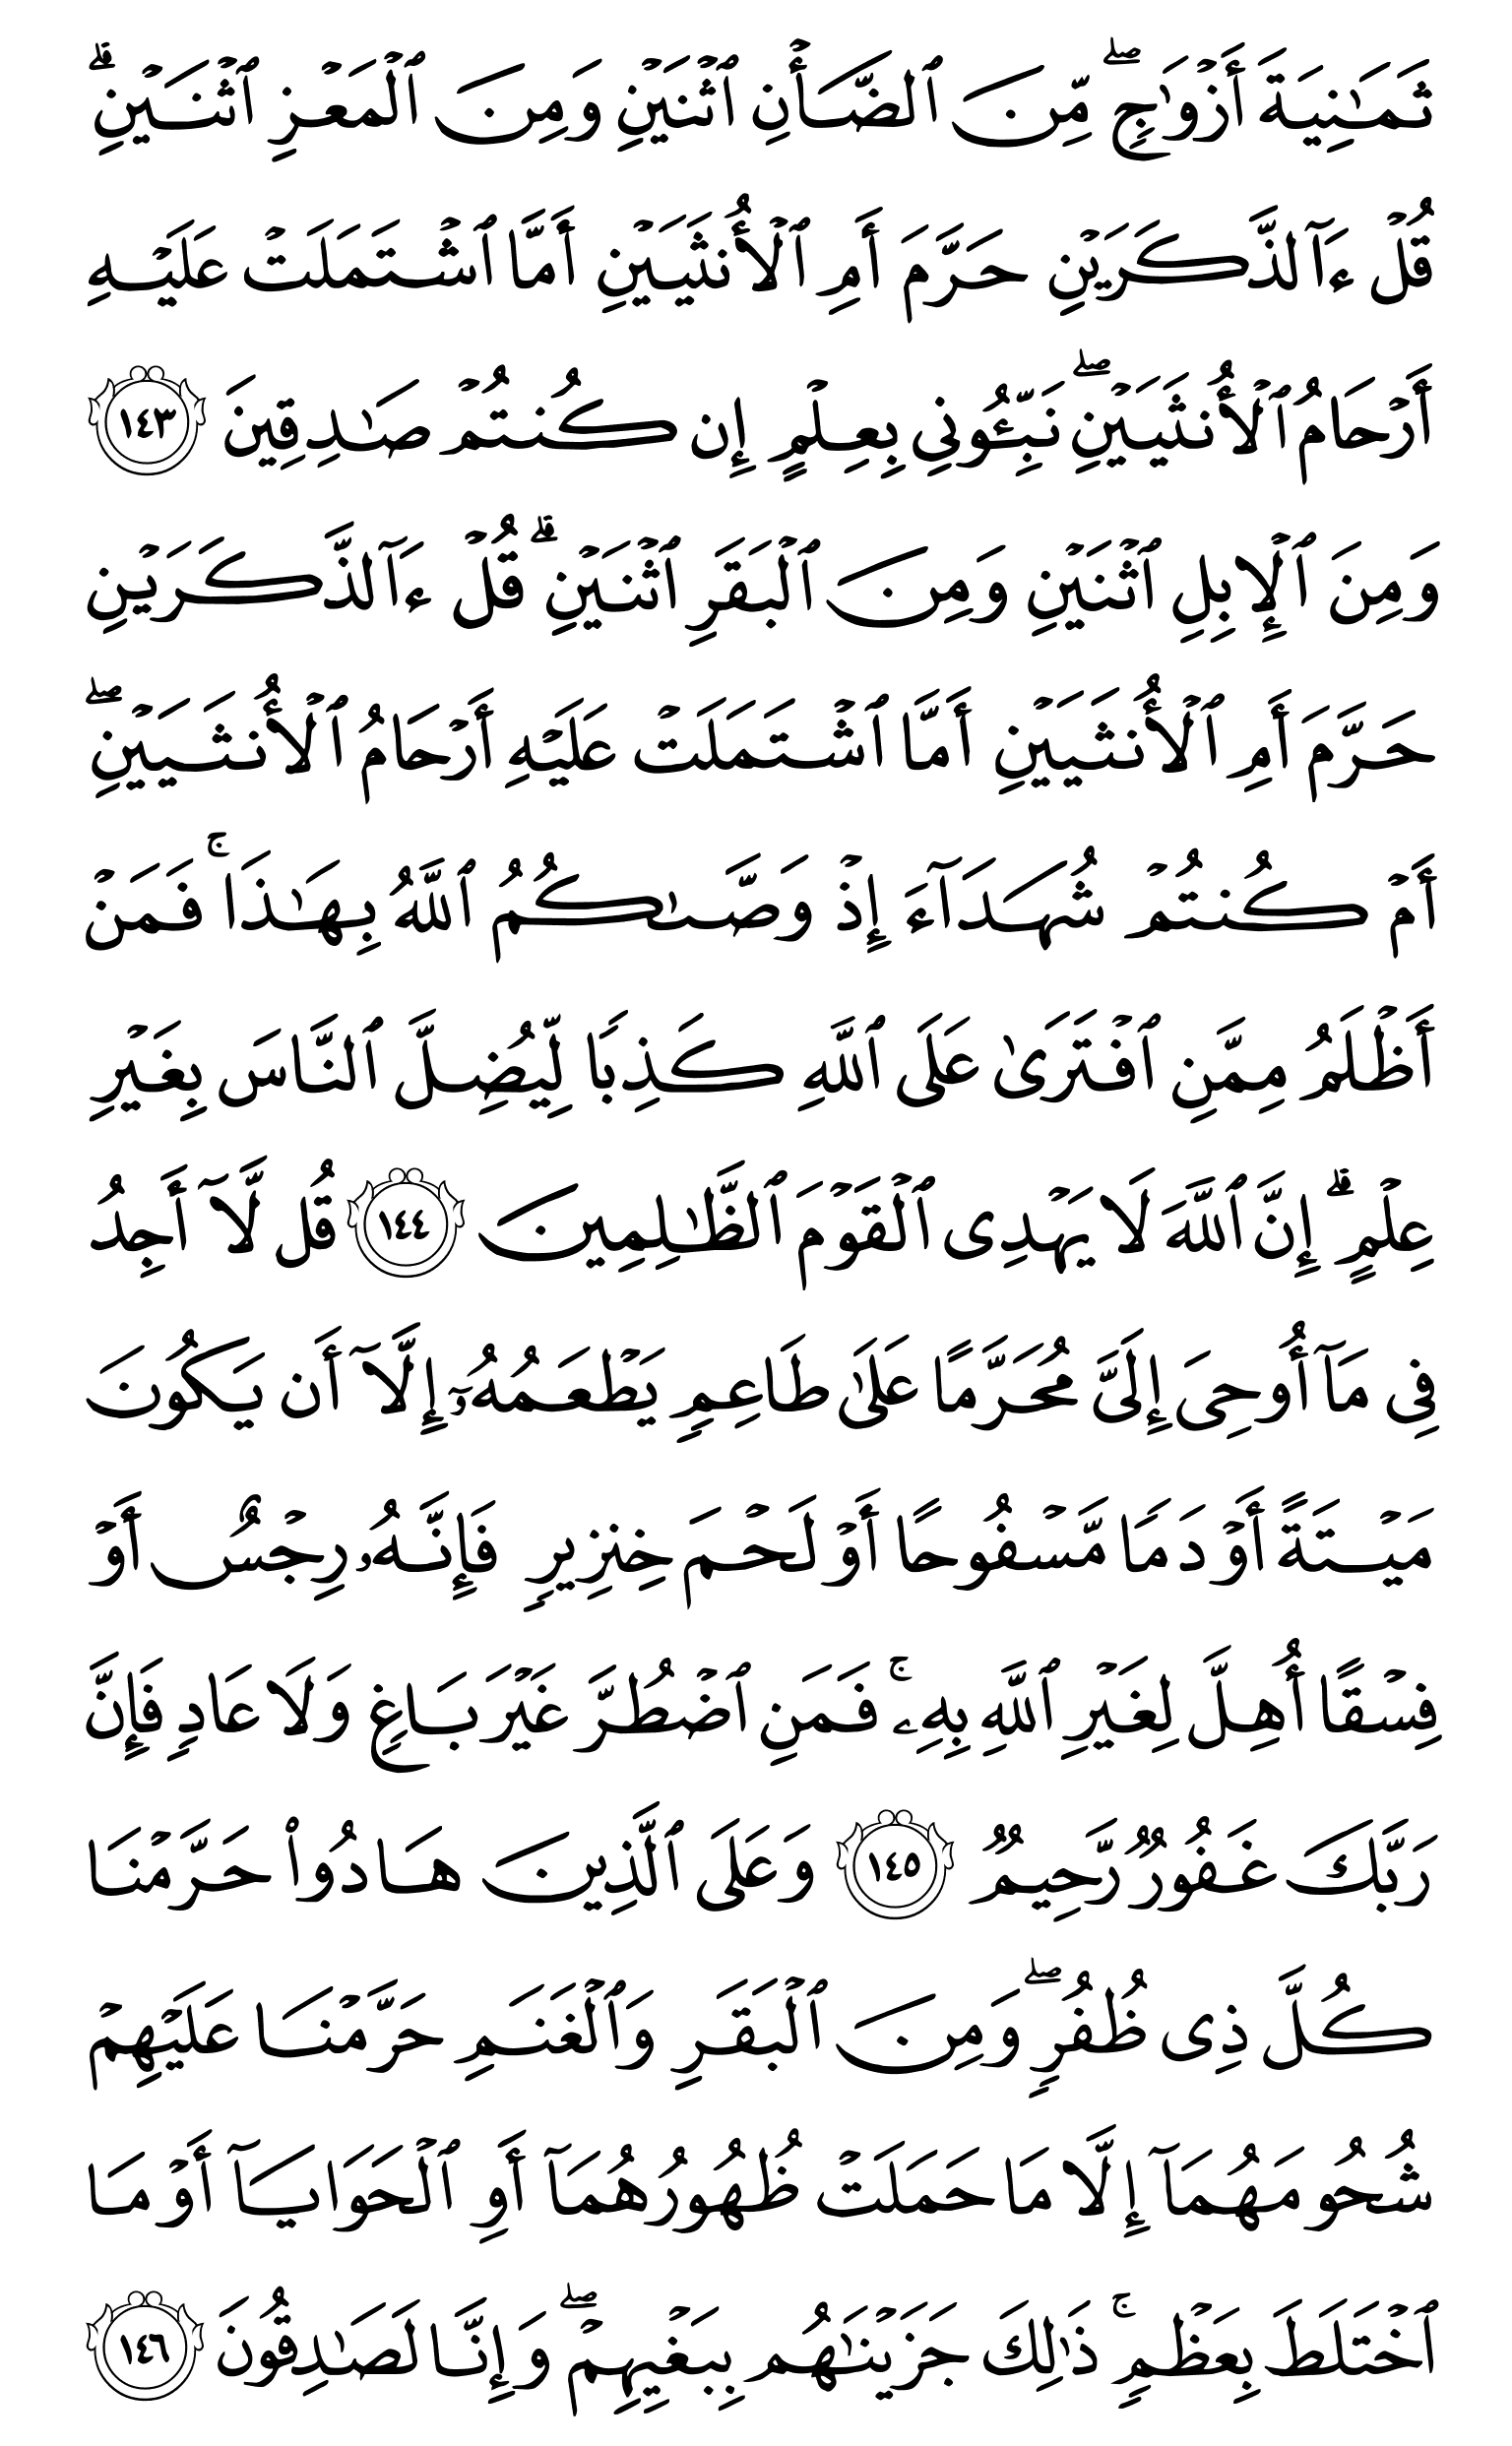 ثَمَٰنِيَةَ أَزۡوَٰجٖۖ مِّنَ ٱلضَّأۡنِ ٱثۡنَيۡنِ وَمِنَ ٱلۡمَعۡزِ ٱثۡنَيۡنِۗ
قُلۡ ءَآلذَّكَرَيۡنِ حَرَّمَ أَمِ ٱلۡأُنثَيَيۡنِ أَمَّا ٱشۡتَمَلَتۡ عَلَيۡهِ
أَرۡحَامُ ٱلۡأُنثَيَيۡنِۖ نَبِّـُٔونِي بِعِلۡمٍ إِن كُنتُمۡ صَٰدِقِينَ ١٤٣
وَمِنَ ٱلۡإِبِلِ ٱثۡنَيۡنِ وَمِنَ ٱلۡبَقَرِ ٱثۡنَيۡنِۗ قُلۡ ءَآلذَّكَرَيۡنِ
حَرَّمَ أَمِ ٱلۡأُنثَيَيۡنِ أَمَّا ٱشۡتَمَلَتۡ عَلَيۡهِ أَرۡحَامُ ٱلۡأُنثَيَيۡنِۖ
أَمۡ كُنتُمۡ شُهَدَآءَ إِذۡ وَصَّىٰكُمُ ٱللَّهُ بِهَٰذَاۚ فَمَنۡ
أَظۡلَمُ مِمَّنِ ٱفۡتَرَىٰ عَلَى ٱللَّهِ كَذِبٗا لِّيُضِلَّ ٱلنَّاسَ بِغَيۡرِ
عِلۡمٍۗ إِنَّ ٱللَّهَ لَا يَهۡدِي ٱلۡقَوۡمَ ٱلظَّٰلِمِينَ ١٤٤ قُل لَّآ أَجِدُ
فِي مَآ أُوحِيَ إِلَيَّ مُحَرَّمًا عَلَىٰ طَاعِمٖ يَطۡعَمُهُۥٓ إِلَّآ أَن يَكُونَ
مَيۡتَةً أَوۡ دَمٗا مَّسۡفُوحًا أَوۡ لَحۡمَ خِنزِيرٖ فَإِنَّهُۥ رِجۡسٌ أَوۡ
فِسۡقًا أُهِلَّ لِغَيۡرِ ٱللَّهِ بِهِۦۚ فَمَنِ ٱضۡطُرَّ غَيۡرَ بَاغٖ وَلَا عَادٖ فَإِنَّ
رَبَّكَ غَفُورٞ رَّحِيمٞ ١٤٥ وَعَلَى ٱلَّذِينَ هَادُواْ حَرَّمۡنَا
كُلَّ ذِي ظُفُرٖۖ وَمِنَ ٱلۡبَقَرِ وَٱلۡغَنَمِ حَرَّمۡنَا عَلَيۡهِمۡ
شُحُومَهُمَآ إِلَّا مَا حَمَلَتۡ ظُهُورُهُمَآ أَوِ ٱلۡحَوَايَآ أَوۡ مَا
ٱخۡتَلَطَ بِعَظۡمٖۚ ذَٰلِكَ جَزَيۡنَٰهُم بِبَغۡيِهِمۡۖ وَإِنَّا لَصَٰدِقُونَ ١٤٦